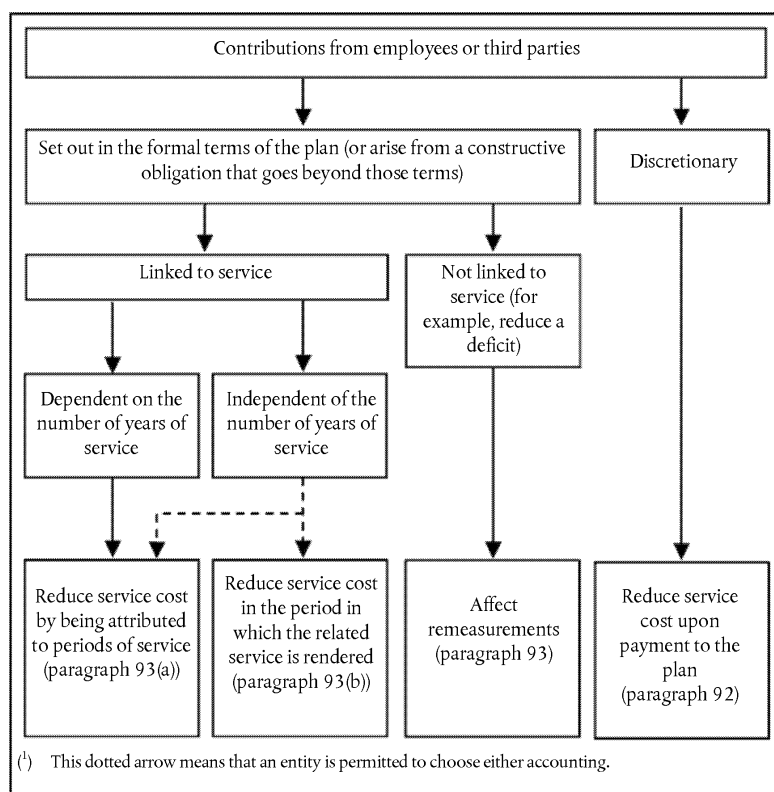 Contributions from employees or third parties
Set out in the formal terms of the plan (or arise from a constructive
obligation that goes beyond those terms)
Discretionary
Linked to service
Not linked to
service (for
example, reduce a
deficit)
Dependent on the
number of years of
service
Independent of the
number of years of
service
Reduce service cost
by being attributed
to periods of service
(paragraph 93(a))
Reduce service cost
in the period in
which the related
service is rendered
(paragraph 93(b))
Affect
remeasurements
(paragraph 93)
Reduce service
cost upon
payment to the
plan
(paragraph 92)
(1) This dotted arrow means that an entity is permitted to choose either accounting.